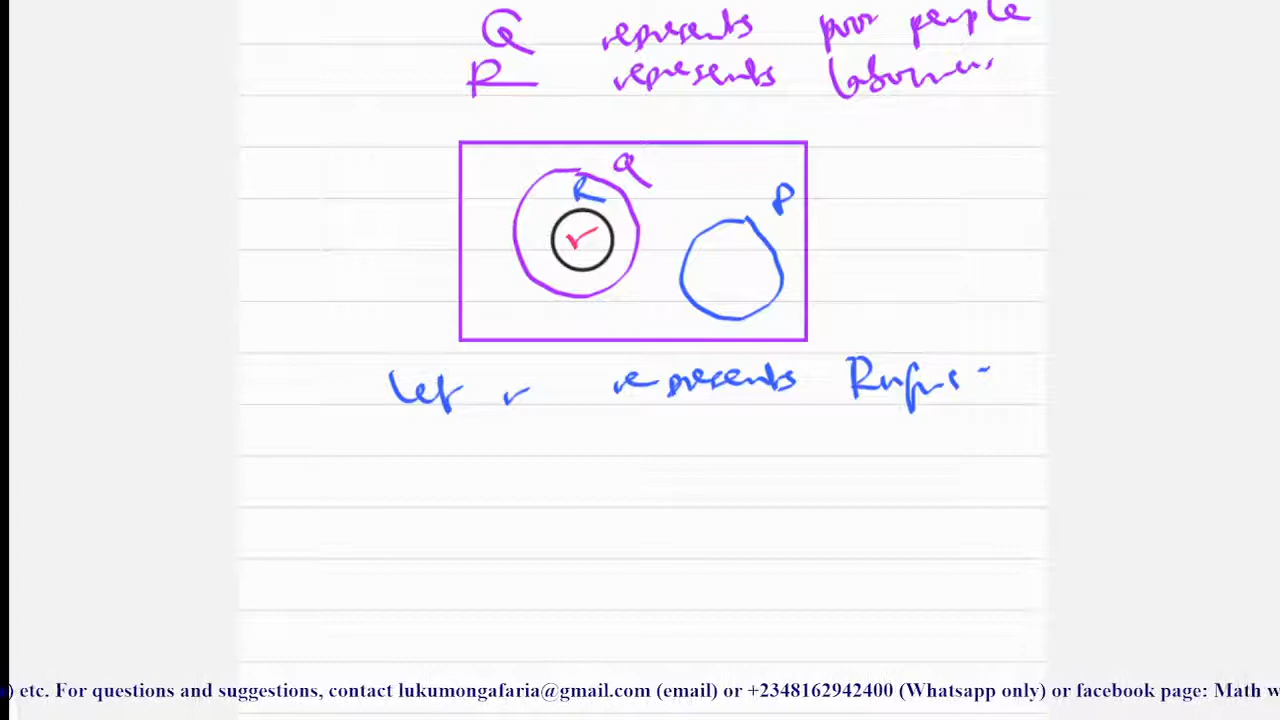 Q represents poor people
R represents labourers
Q
R
P
Let r represents Rufus
) etc. For questions and suggestions, contact lukumongafaria@gmail.com (email) or +2348162942400 (Whatsapp only) or facebook page: Math w